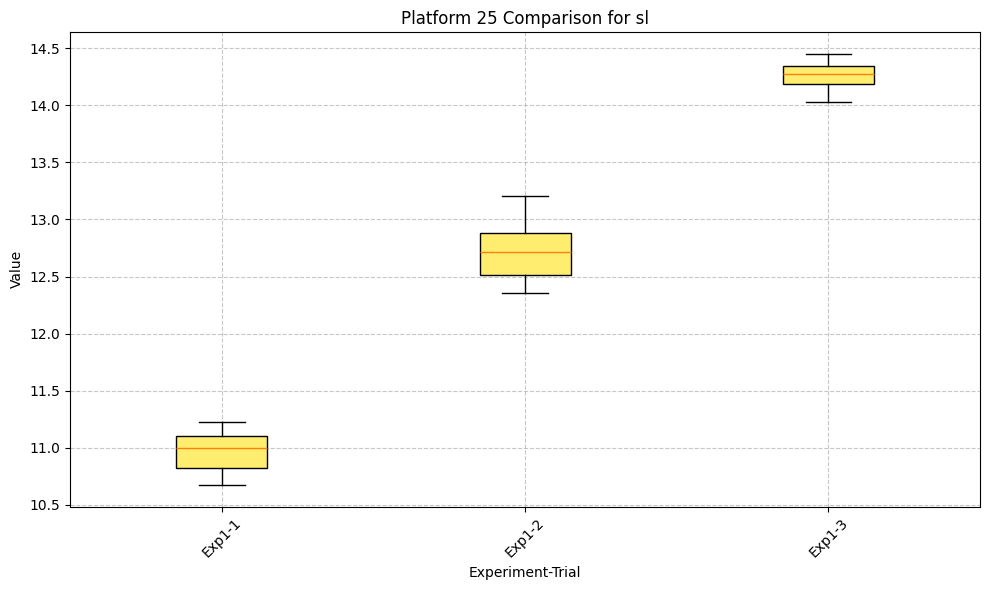 Platform 25 Comparison for sl
14.5
14.0
13.5
13.0
12.5
12.0
11.5
11.0
10.5
Value
Exp1-1
Exp1-2
Exp1-3
Experiment-Trial